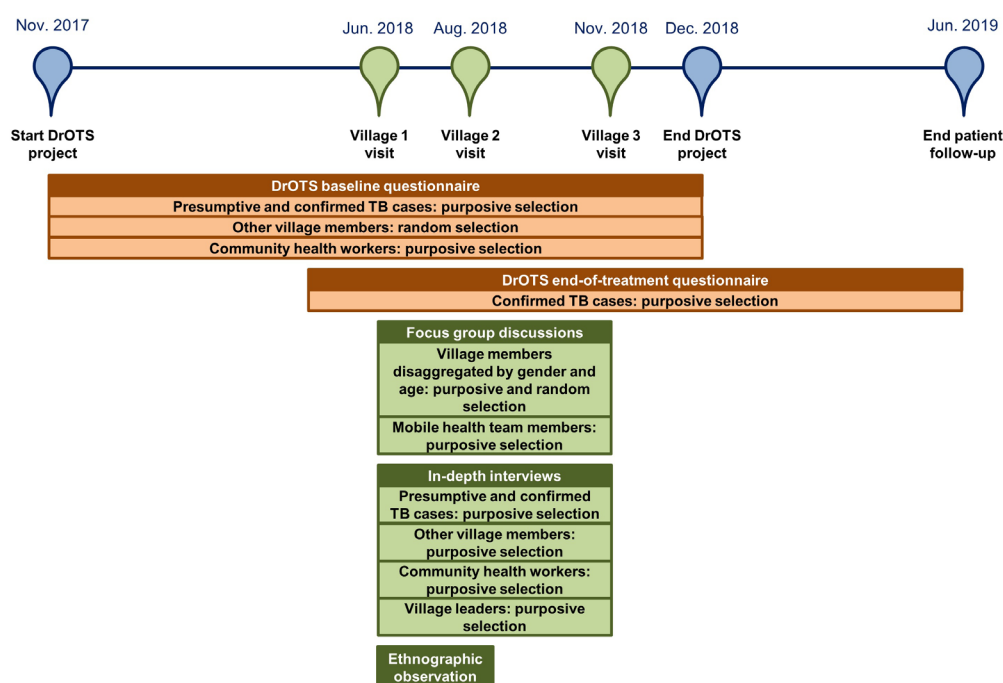 Nov. 2017
Jun. 2018
Aug. 2018
Nov. 2018
Dec. 2018
Jun. 2019
Start DrOTS
project
Village 1
visit
Village 2
visit
Village 3
visit
End DrOTS
project
End patient
follow-up
DrOTS baseline questionnaire
Presumptive and confirmed TB cases: purposive selection
Other village members: random selection
Community health workers: purposive selection
DrOTS end-of-treatment questionnaire
Confirmed TB cases: purposive selection
Focus group discussions
Village members
disaggregated by gender and
age: purposive and random
selection
Mobile health team members:
purposive selection
In-depth interviews
Presumptive and confirmed
TB cases: purposive selection
Other village members:
purposive selection
Community health workers:
purposive selection
Village leaders: purposive
selection
Ethnographic
observation